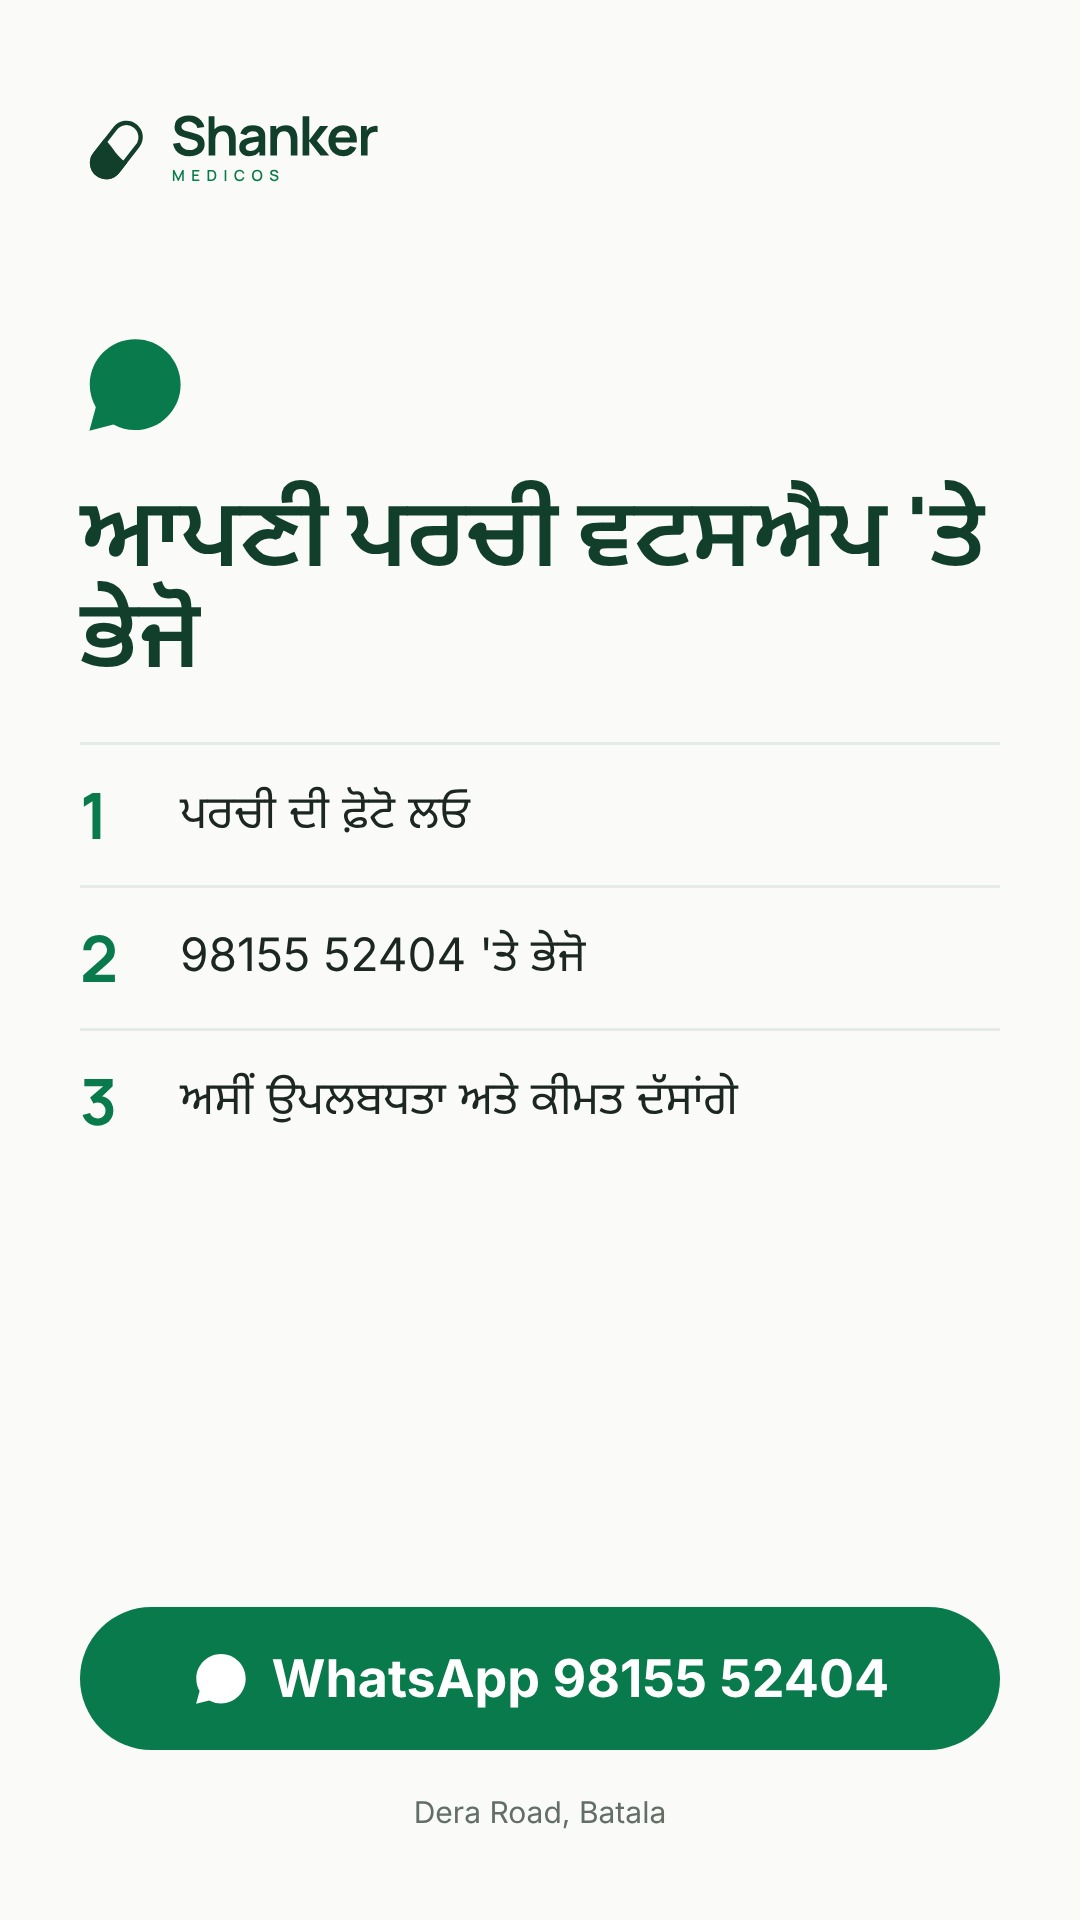 Shanker
MEDICOS
ਆਪਣੀ ਪਰਚੀ ਵਟਸਐਪ 'ਤੇ
ਭੇਜੋ
1 ਪਰਚੀ ਦੀ ਫ਼ੋਟੋ ਲਓ
2 98155 52404 'ਤੇ ਭੇਜੋ
3 ਅਸੀਂ ਉਪਲਬਧਤਾ ਅਤੇ ਕੀਮਤ ਦੱਸਾਂਗੇ
WhatsApp 98155 52404
Dera Road, Batala